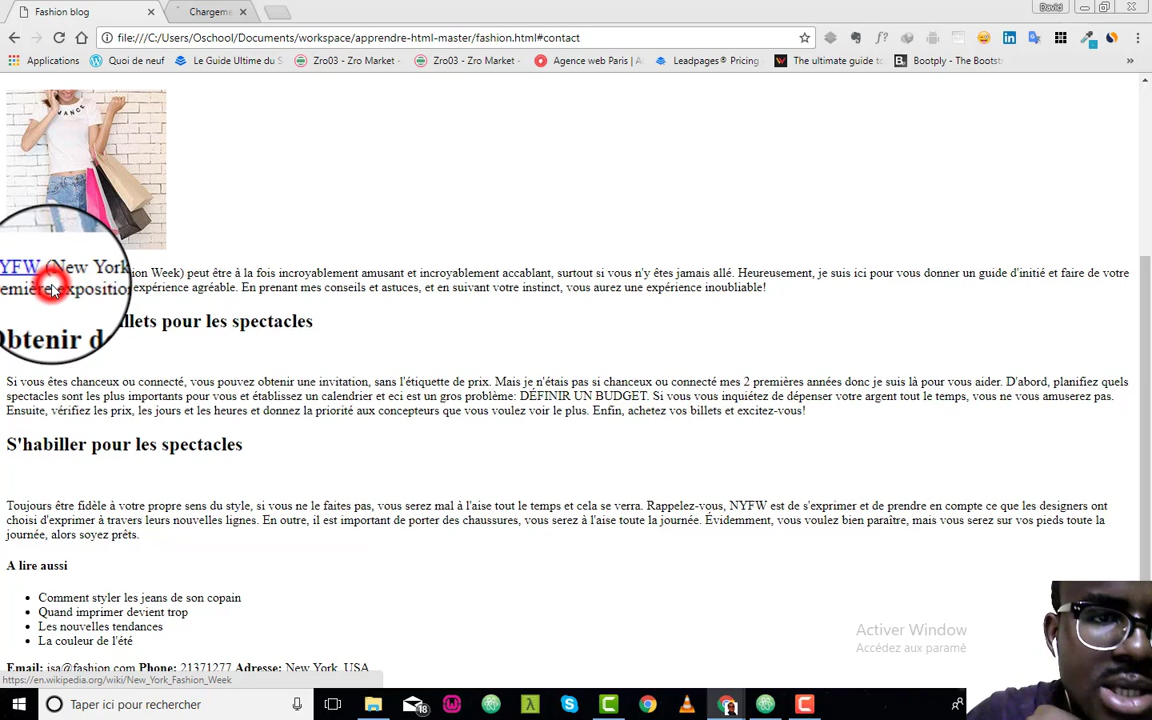 Fashion blog
Chargeme
David
file:///C:/Users/Oschool/Documents/workspace/apprendre-html-master/fashion.html#contact
Applications
Quoi de neuf
Le Guide Ultime du S
Zro03 - Zro Market -
Zro03 - Zro Market -
Agence web Paris | A
Leadpages® Pricing
The ultimate guide to
Bootply - The Boots
YFW (New York ion Week) peut être à la fois incroyablement amusant et incroyablement accablant, surtout si vous n'y êtes jamais allé. Heureusement, je suis ici pour vous donner un guide d'initié et faire de votre
emière expositio expérience agréable. En prenant mes conseils et astuces, et en suivant votre instinct, vous aurez une expérience inoubliable!
Obtenir d llets pour les spectacles
Si vous êtes chanceux ou connecté, vous pouvez obtenir une invitation, sans l'étiquette de prix. Mais je n'étais pas si chanceux ou connecté mes 2 premières années donc je suis là pour vous aider. D'abord, planifiez quels
spectacles sont les plus importants pour vous et établissez un calendrier et eci est un gros problème: DÉFINIR UN BUDGET. Si vous vous inquiétez de dépenser votre argent tout le temps, vous ne vous amuserez pas.
Ensuite, vérifiez les prix, les jours et les heures et donnez la priorité aux concepteurs que vous voulez voir le plus. Enfin, achetez vos billets et excitez-vous!
S'habiller pour les spectacles
Toujours être fidèle à votre propre sens du style, si vous ne le faites pas, vous serez mal à l'aise tout le temps et cela se verra. Rappelez-vous, NYFW est de s'exprimer et de prendre en compte ce que les designers ont
choisi d'exprimer à travers leurs nouvelles lignes. En outre, il est important de porter des chaussures, vous serez à l'aise toute la journée. Évidemment, vous voulez bien paraître, mais vous serez sur vos pieds toute la
journée, alors soyez prêts.
A lire aussi
Comment styler les jeans de son copain
Quand imprimer devient trop
Les nouvelles tendances
La couleur de l'été
Email: isa@fashion.com Phone: 21371277 Adresse: New York, USA
https://en.wikipedia.org/wiki/New_York_Fashion_Week
Activer Window
Accédez aux paramè
Taper ici pour rechercher
18